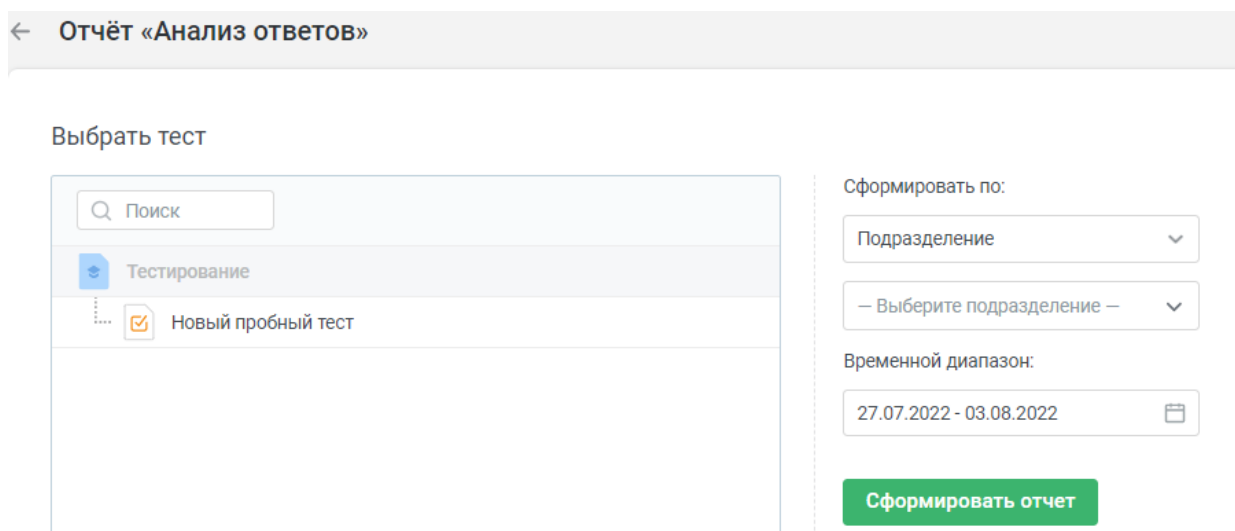 Отчёт «Анализ ответов»
Выбрать тест
Поиск
Тестирование
Новый пробный тест
Сформировать по:
Подразделение
— Выберите подразделение —
Временной диапазон:
27.07.2022 - 03.08.2022
Сформировать отчет